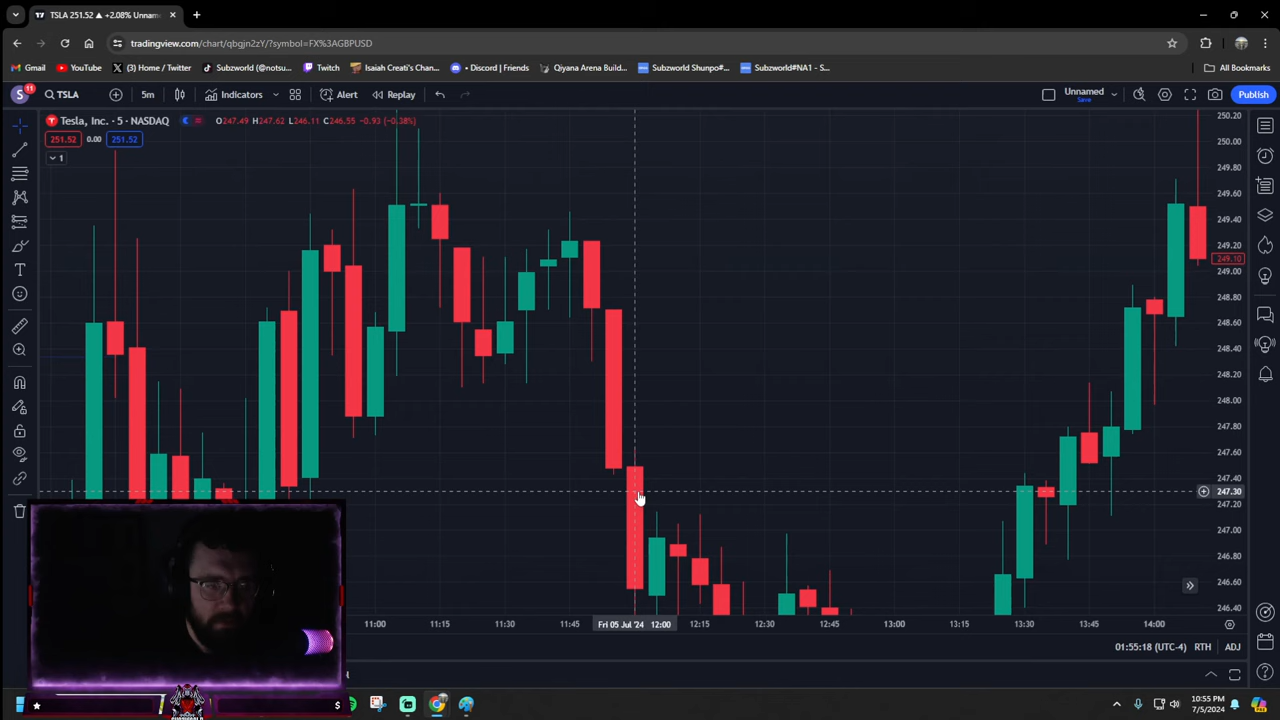 TSLA 251.52 ▲ +2.08% Unnam
tradingview.com/chart/qbgjn2zY/?symbol=FX%3AGBPUSD
Gmail
YouTube
(3) Home / Twitter
Subzworld (@notsu...
Twitch
Isaiah Creati's Chan...
Discord | Friends
Qiyana Arena Build...
Subzworld Shunpo#...
Subzworld#NA1 - S...
All Bookmarks
S
11
TSLA
5m
Indicators
Alert
Replay
Unnamed
Save
Publish
Tesla, Inc. · 5 · NASDAQ
O247.49 H247.62 L246.11 C246.55 −0.93 (−0.38%)
251.52
0.00
251.52
1
250.20
250.00
249.80
249.60
249.40
249.20
249.10
249.00
248.80
248.60
248.40
248.20
248.00
247.80
247.60
247.40
247.30
247.20
247.00
246.80
246.60
246.40
11:00
11:15
11:30
11:45
Fri 05 Jul '24 12:00
12:15
12:30
12:45
13:00
13:15
13:30
13:45
14:00
01:55:18 (UTC-4)
RTH
ADJ
$
10:55 PM
7/5/2024